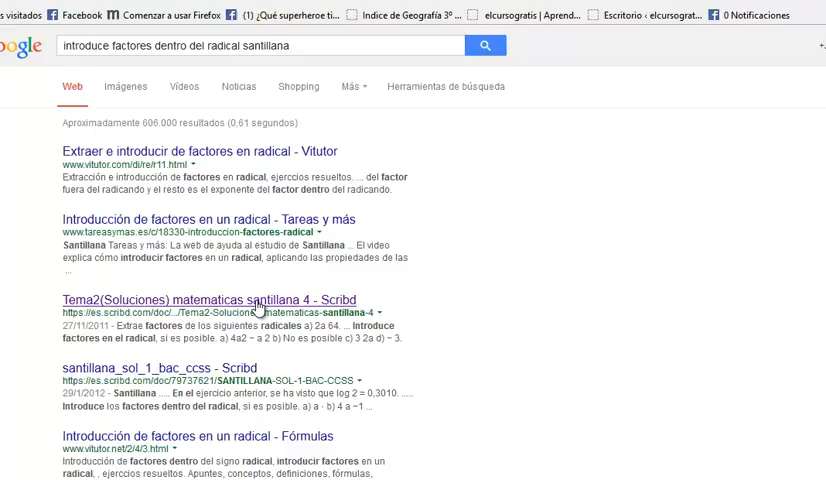 s visitados Facebook Comenzar a usar Firefox (1) ¿Qué superheroe ti... Indice de Geografía 3º ... elcursogratis | Aprend... Escritorio ‹ elcursograt... 0 Notificaciones
ogle introduce factores dentro del radical santillana
Web Imágenes Vídeos Noticias Shopping Más Herramientas de búsqueda
Aproximadamente 606.000 resultados (0,61 segundos)
Extraer e introducir de factores en radical - Vitutor
www.vitutor.com/di/re/r11.html
Extracción e introducción de factores en radical, ejerccios resueltos. ... del factor
fuera del radicando y el resto es el exponente del factor dentro del radicando.
Introducción de factores en un radical - Tareas y más
www.tareasymas.es/c/18330-introduccion-factores-radical
Santillana Tareas y más: La web de ayuda al estudio de Santillana ... El video
explica cómo introducir factores en un radical, aplicando las propiedades de las
...
Tema2(Soluciones) matematicas santillana 4 - Scribd
https://es.scribd.com/doc/.../Tema2-Soluciones-matematicas-santillana-4
27/11/2011 - Extrae factores de los siguientes radicales a) 2a 64. ... Introduce
factores en el radical, si es posible. a) 4a2 − a 2 b) No es posible c) 3 2a d) − 3.
santillana_sol_1_bac_ccss - Scribd
https://es.scribd.com/doc/79737621/SANTILLANA-SOL-1-BAC-CCSS
29/1/2012 - Santillana ..... En el ejercicio anterior, se ha visto que log 2 = 0,3010. .....
Introduce los factores dentro del radical, si es posible. a) a · b) 4 a −1 ...
Introducción de factores en un radical - Fórmulas
www.vitutor.net/2/4/3.html
Introducción de factores dentro del signo radical, introducir factores en un
radical, , ejerccios resueltos. Apuntes, conceptos, definiciones, fórmulas,